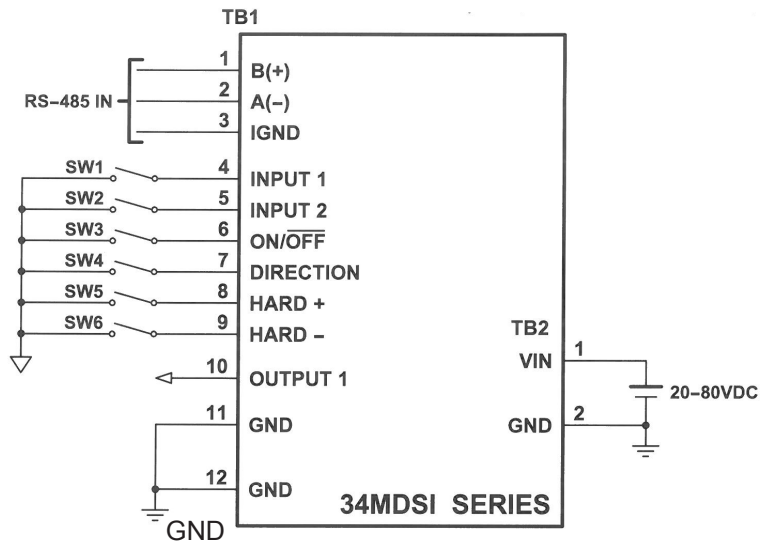 TB1
1 B(+)
RS-485 IN 2 A(-)
3 IGND
SW1 4 INPUT 1
SW2 5 INPUT 2
SW3 6 ON/OFF
SW4 7 DIRECTION
SW5 8 HARD +
SW6 9 HARD -
TB2
1 VIN
10 OUTPUT 1
20-80VDC
11 GND
2 GND
12 GND
34MDSI SERIES
GND